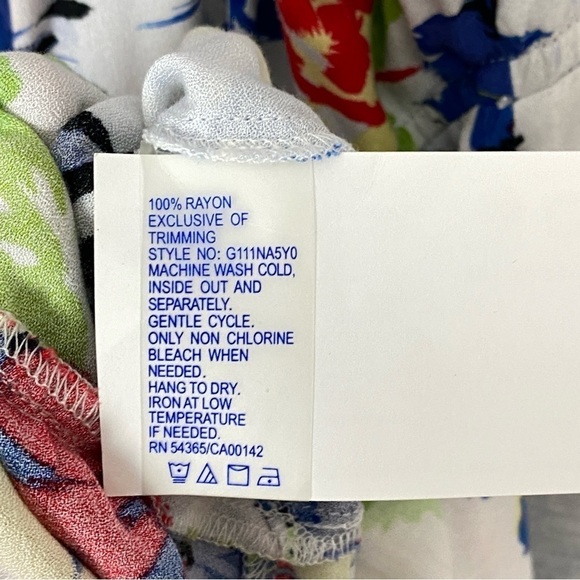 100% RAYON
EXCLUSIVE OF
TRIMMING
STYLE NO: G111NA5Y0
MACHINE WASH COLD,
INSIDE OUT AND
SEPARATELY.
GENTLE CYCLE.
ONLY NON CHLORINE
BLEACH WHEN
NEEDED.
HANG TO DRY.
IRON AT LOW
TEMPERATURE
IF NEEDED.
RN 54365/CA00142